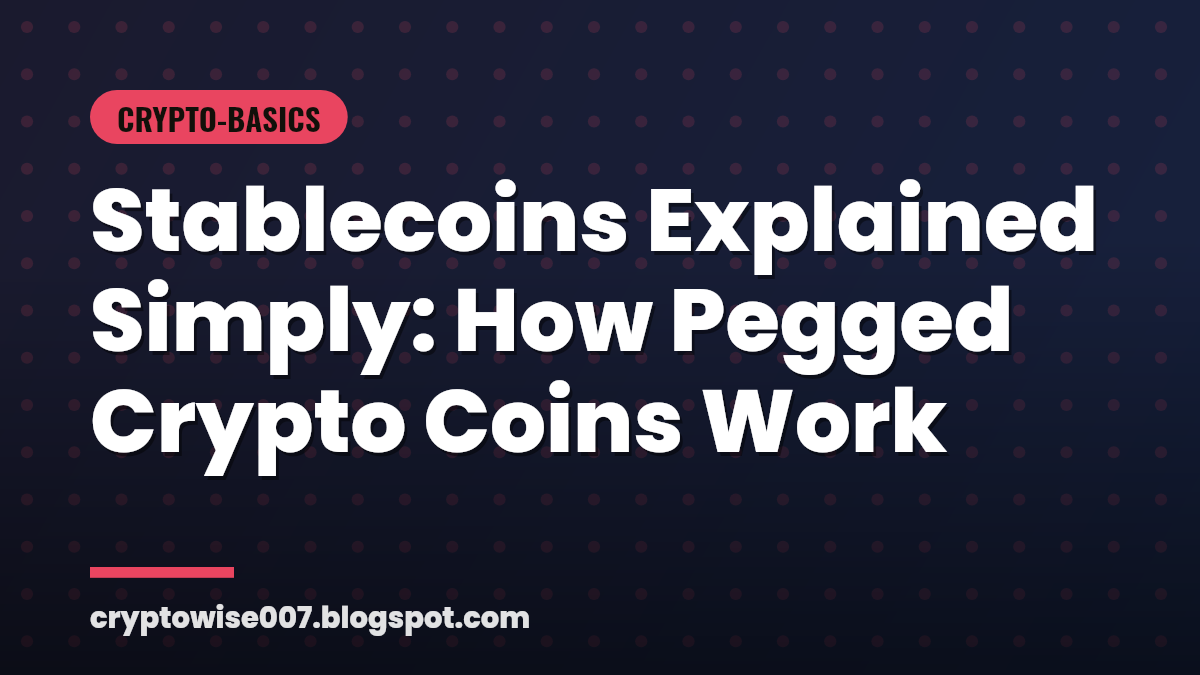 CRYPTO-BASICS
Stablecoins Explained
Simply: How Pegged
Crypto Coins Work
cryptowise007.blogspot.com